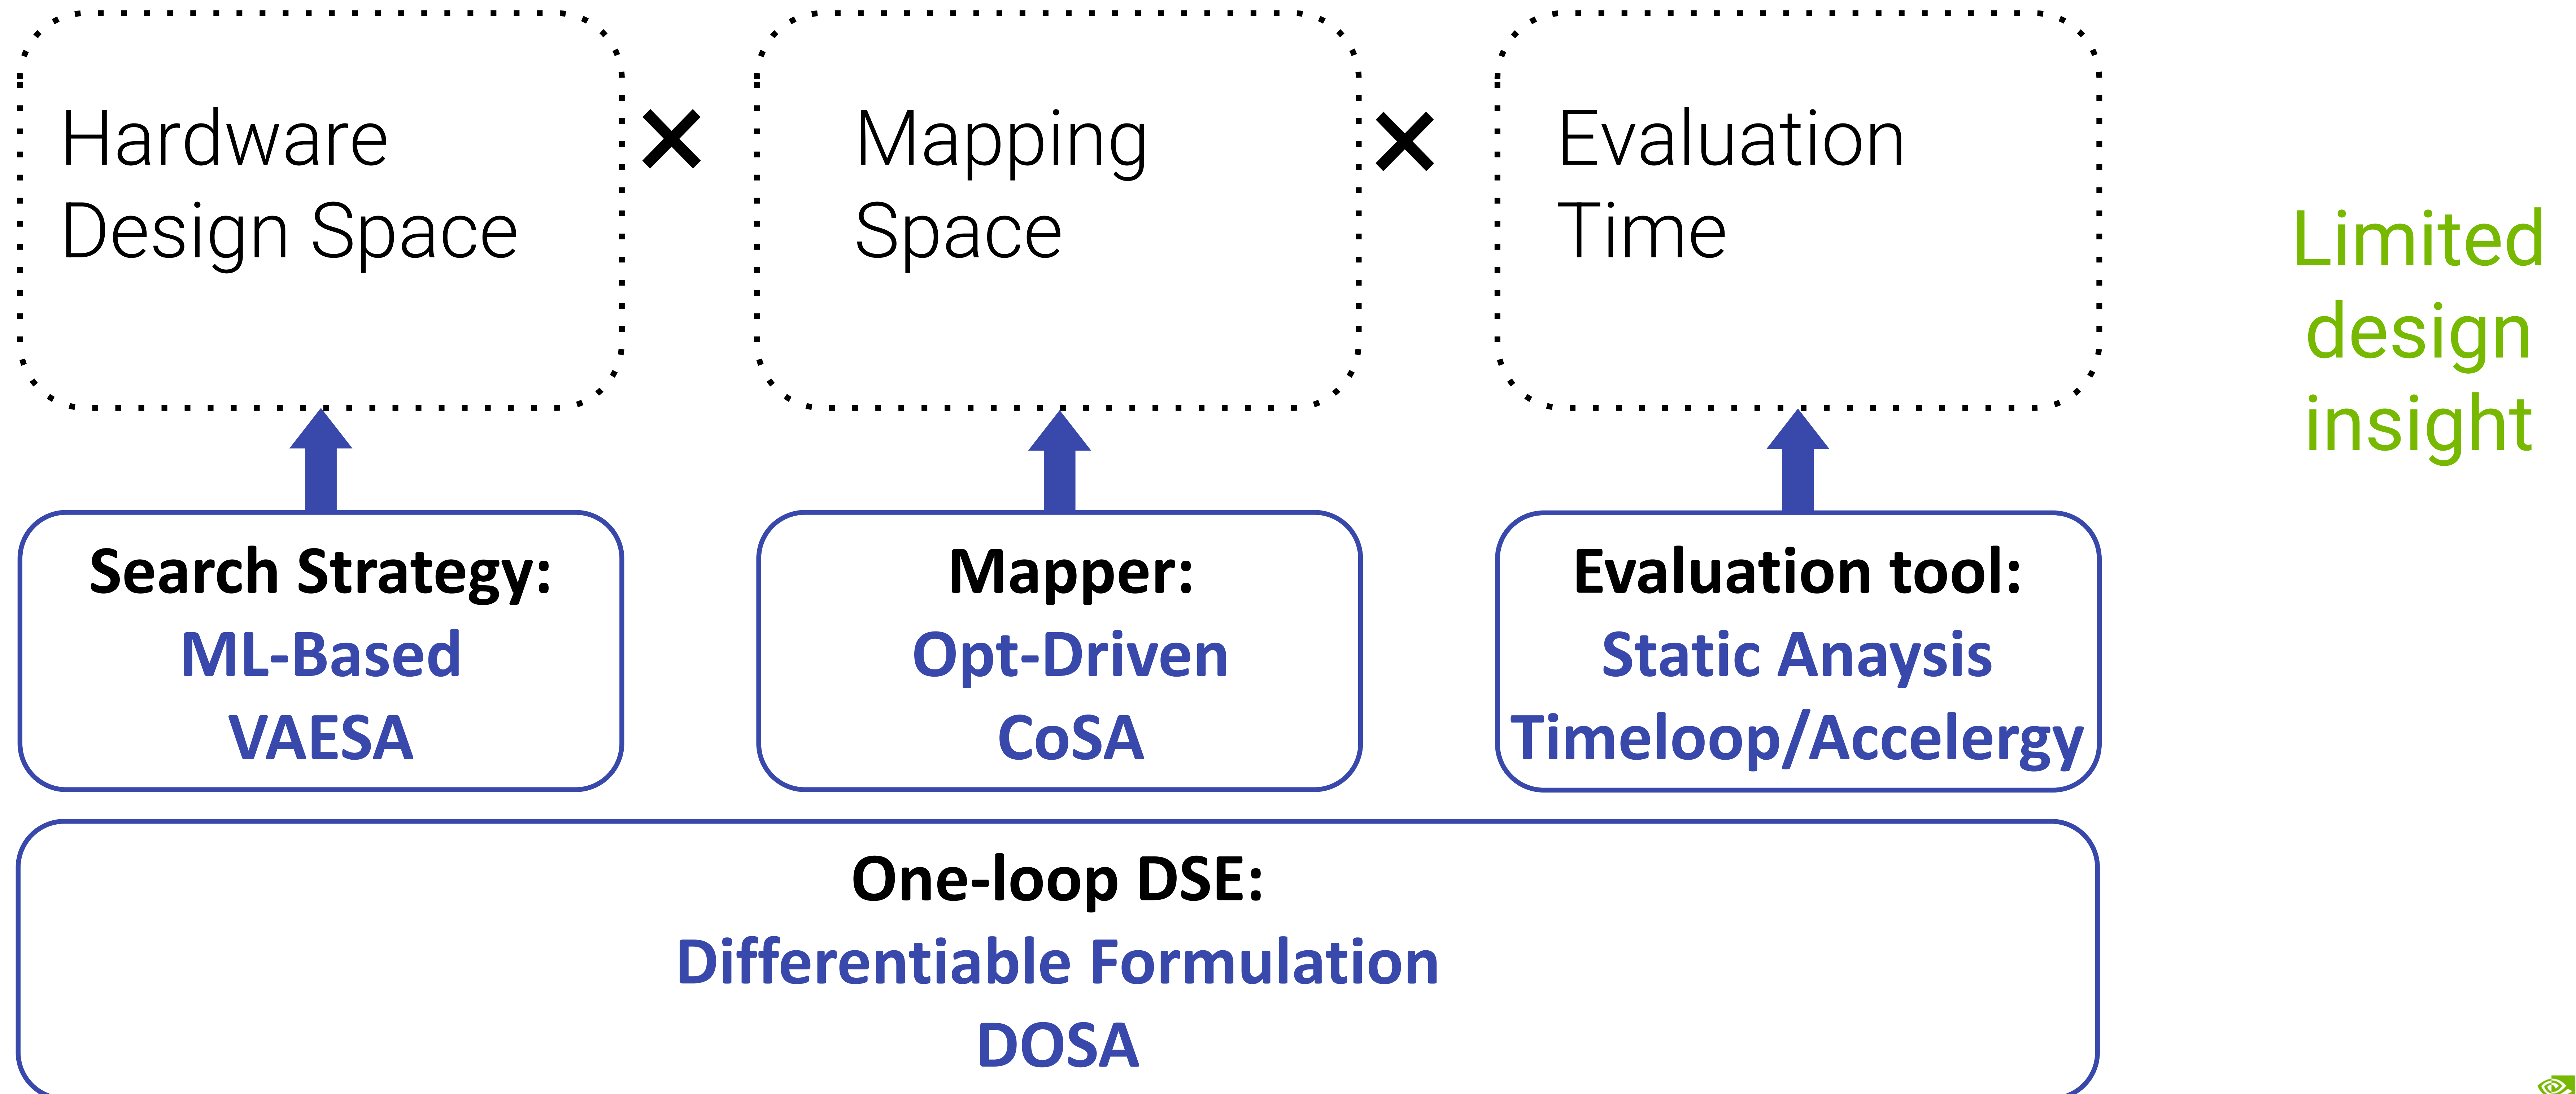 Hardware
Design Space
×
Mapping
Space
×
Evaluation
Time
Limited
design
insight
Search Strategy:
ML-Based
VAESA
Mapper:
Opt-Driven
CoSA
Evaluation tool:
Static Anaysis
Timeloop/Accelergy
One-loop DSE:
Differentiable Formulation
DOSA